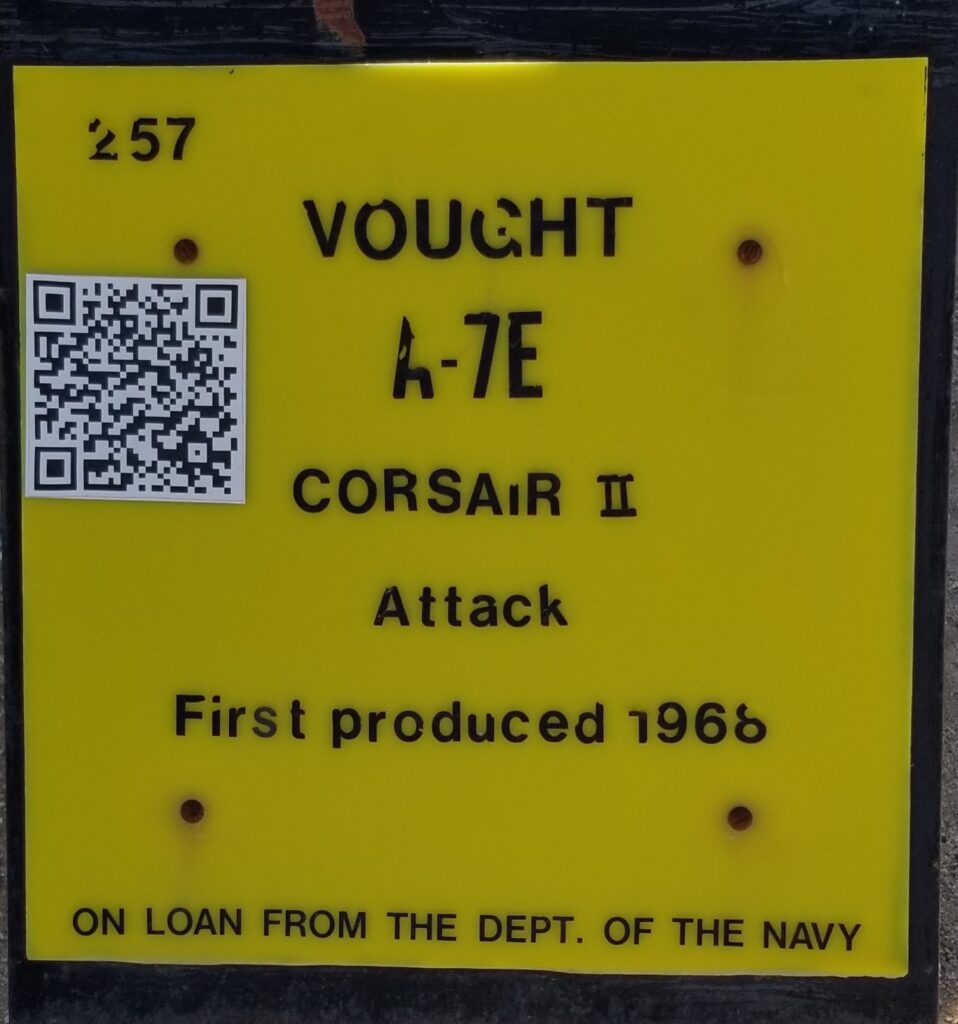 257
VOUGHT
A-7E
CORSAIR II
Attack
First produced 1968
ON LOAN FROM THE DEPT. OF THE NAVY